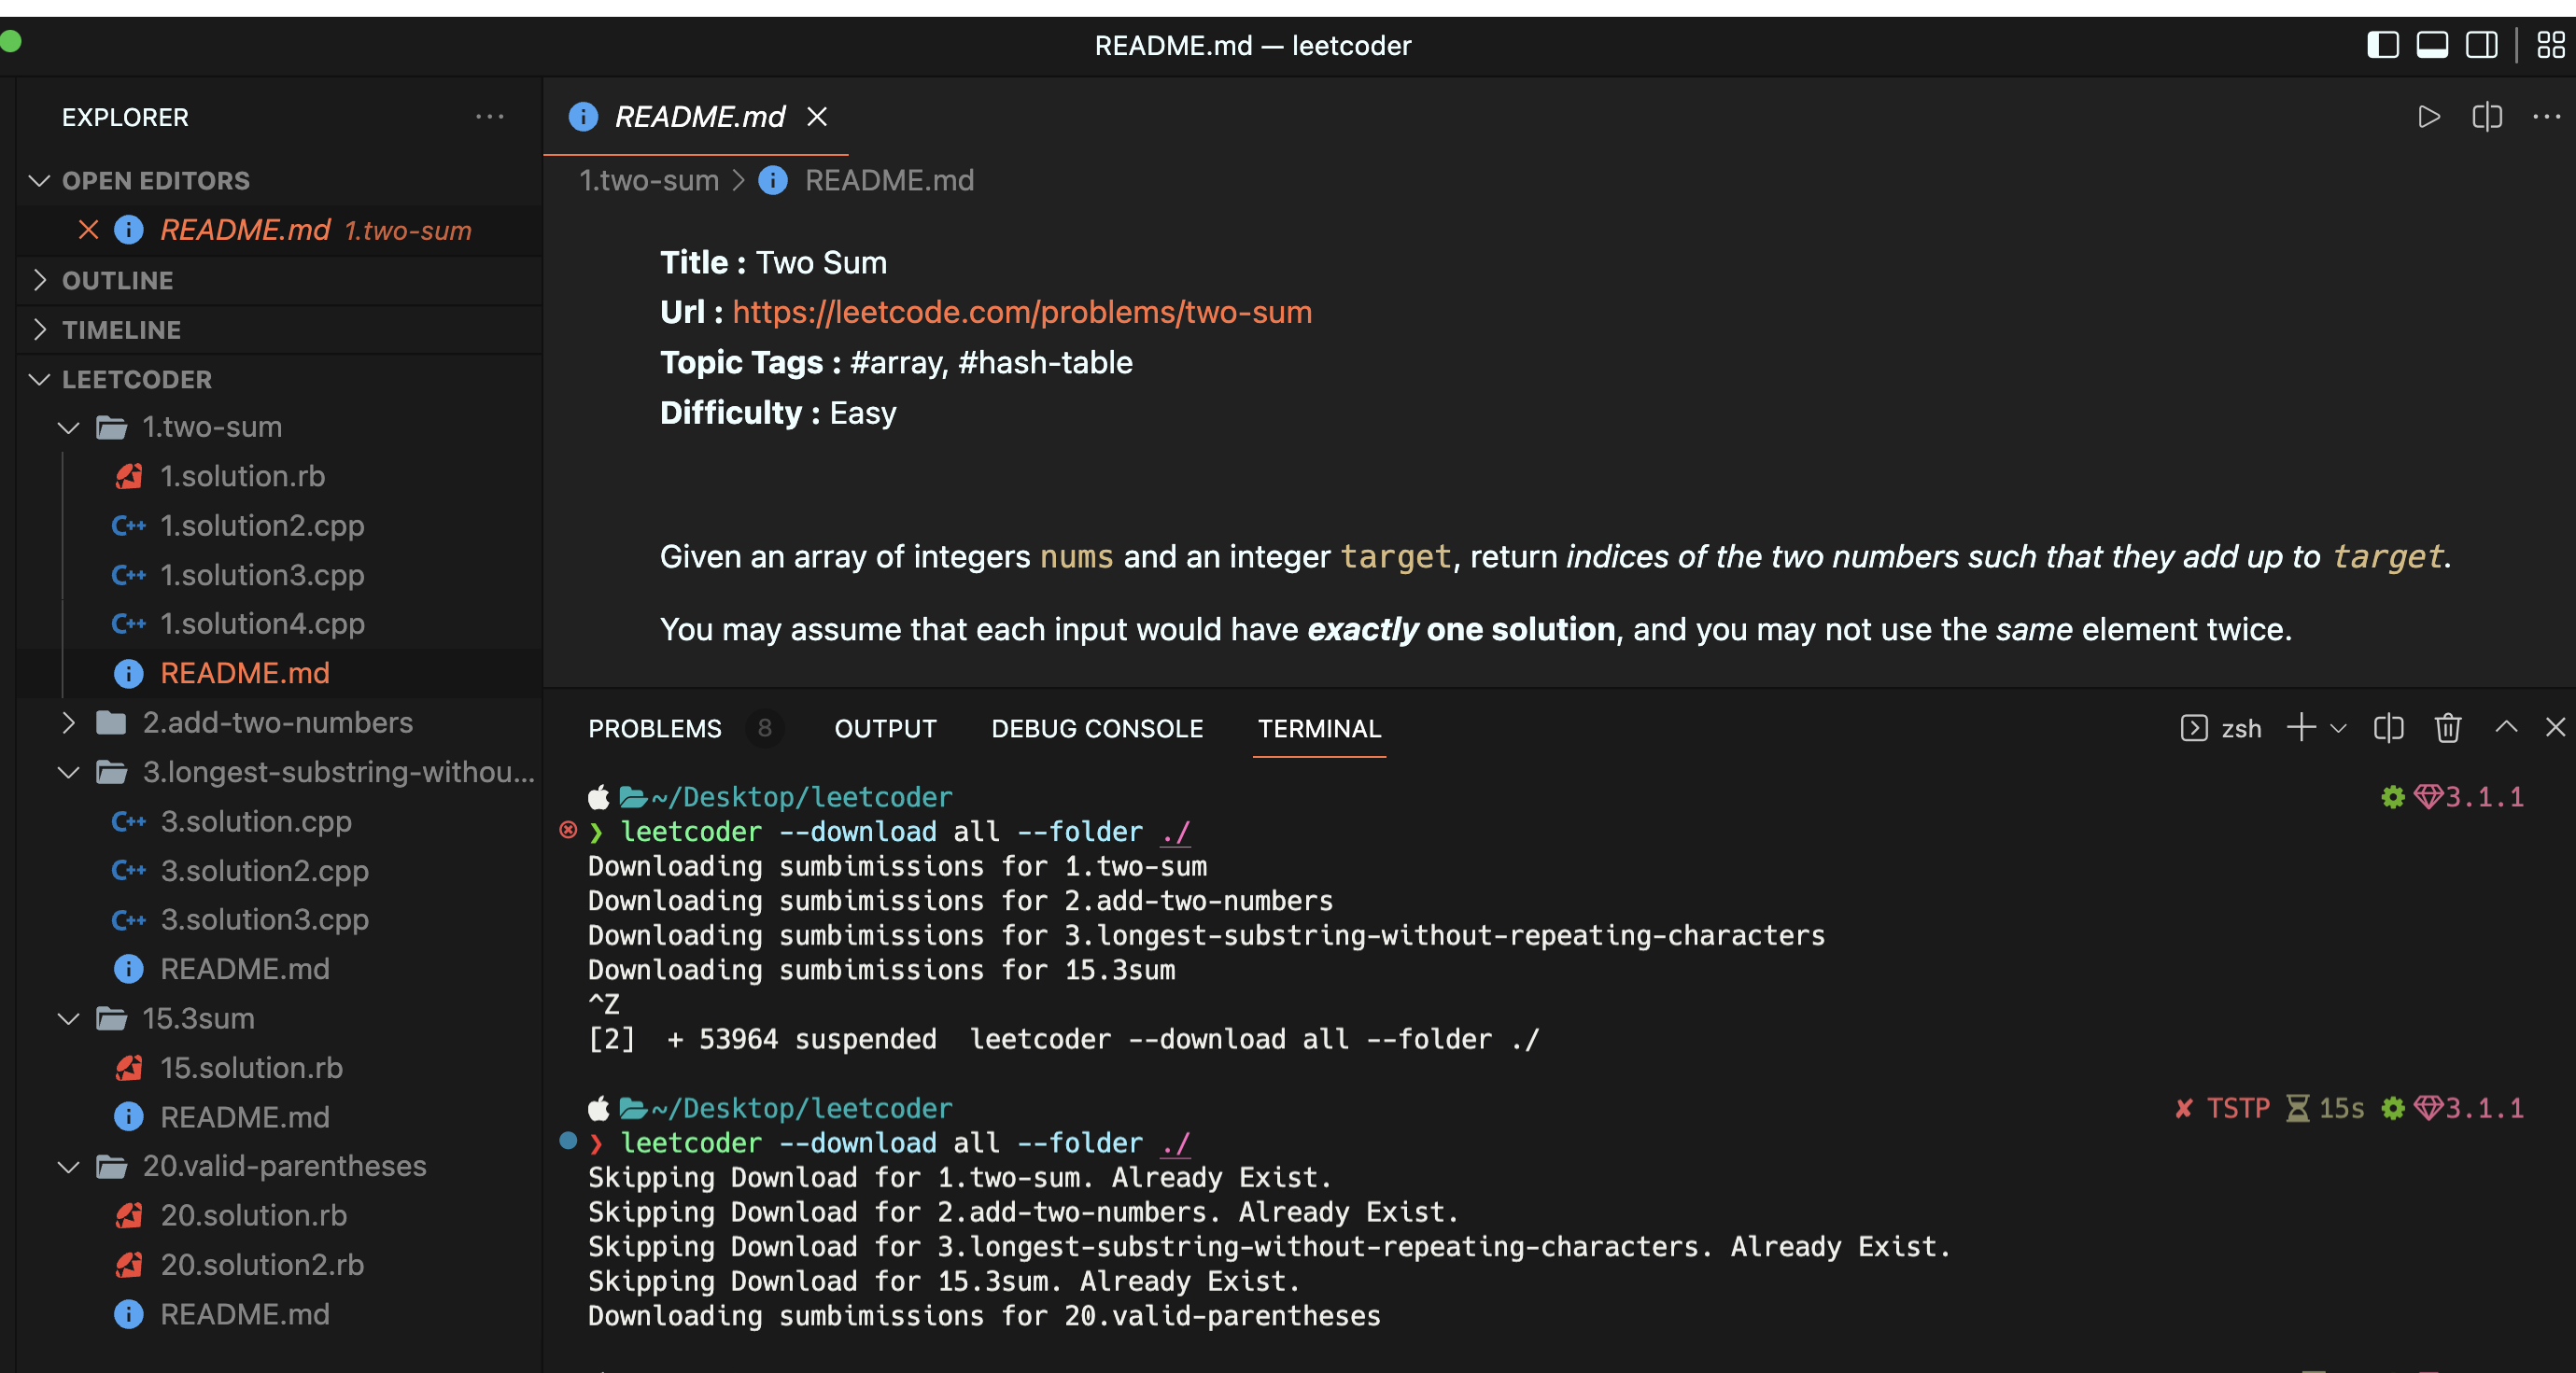 README.md — leetcoder
EXPLORER
OPEN EDITORS
README.md 1.two-sum
OUTLINE
TIMELINE
LEETCODER
1.two-sum
1.solution.rb
C++ 1.solution2.cpp
C++ 1.solution3.cpp
C++ 1.solution4.cpp
README.md
2.add-two-numbers
3.longest-substring-withou...
C++ 3.solution.cpp
C++ 3.solution2.cpp
C++ 3.solution3.cpp
README.md
15.3sum
15.solution.rb
README.md
20.valid-parentheses
20.solution.rb
20.solution2.rb
README.md
README.md
1.two-sum > README.md
Title : Two Sum
Url : https://leetcode.com/problems/two-sum
Topic Tags : #array, #hash-table
Difficulty : Easy
Given an array of integers nums and an integer target, return indices of the two numbers such that they add up to target.
You may assume that each input would have exactly one solution, and you may not use the same element twice.
PROBLEMS 8 OUTPUT DEBUG CONSOLE TERMINAL zsh
~/Desktop/leetcoder 3.1.1
❯ leetcoder --download all --folder ./
Downloading sumbimissions for 1.two-sum
Downloading sumbimissions for 2.add-two-numbers
Downloading sumbimissions for 3.longest-substring-without-repeating-characters
Downloading sumbimissions for 15.3sum
^Z
[2]  + 53964 suspended  leetcoder --download all --folder ./
~/Desktop/leetcoder ✘ TSTP 15s 3.1.1
❯ leetcoder --download all --folder ./
Skipping Download for 1.two-sum. Already Exist.
Skipping Download for 2.add-two-numbers. Already Exist.
Skipping Download for 3.longest-substring-without-repeating-characters. Already Exist.
Skipping Download for 15.3sum. Already Exist.
Downloading sumbimissions for 20.valid-parentheses